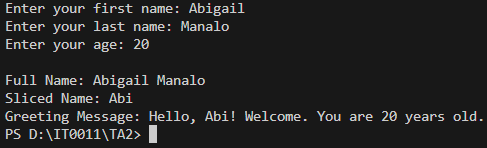 Enter your first name: Abigail
Enter your last name: Manalo
Enter your age: 20

Full Name: Abigail Manalo
Sliced Name: Abi
Greeting Message: Hello, Abi! Welcome. You are 20 years old.
PS D:\IT0011\TA2>